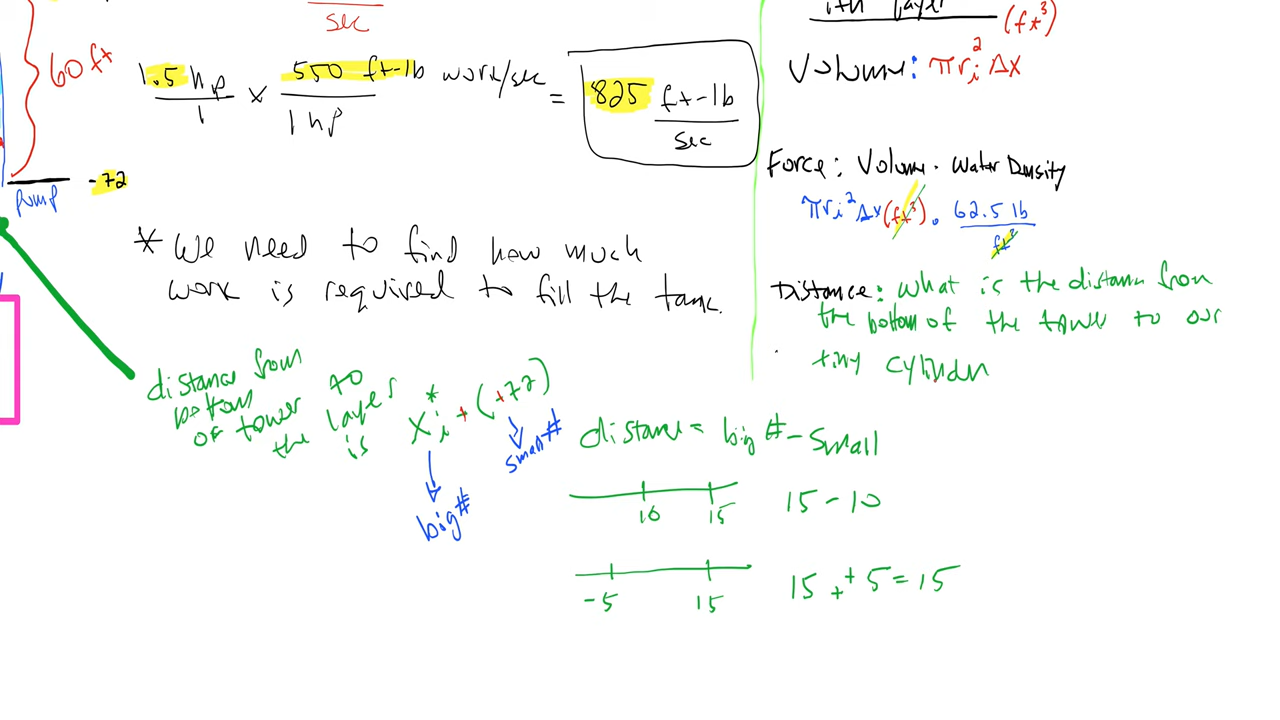 sec
60 ft
1.5 hp
1
×
550 ft-lb work/sec
1 hp
=
825 ft-lb
sec
-72
pump
* We need to find how much
work is required to fill the tank.
distance from
bottom
of tower to
the layers
is
Xi* + (+72)
small #
big #
distance = big # - Small
10 15
15 - 10
-5 15
15 + + 5 = 15
ith layer
(ft³)
Volume: πri² Δx
Force: Volume · Water Density
πri² Δx (ft³) · 62.5 lb
ft³
Distance: What is the distance from
the bottom of the tower to our
tiny cylinder